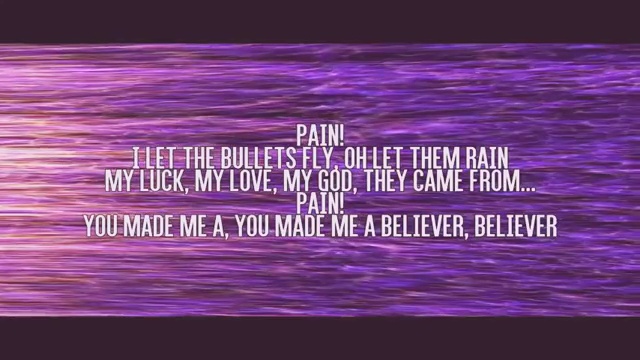 PAIN!
I LET THE BULLETS FLY, OH LET THEM RAIN
MY LUCK, MY LOVE, MY GOD, THEY CAME FROM...
PAIN!
YOU MADE ME A, YOU MADE ME A BELIEVER, BELIEVER